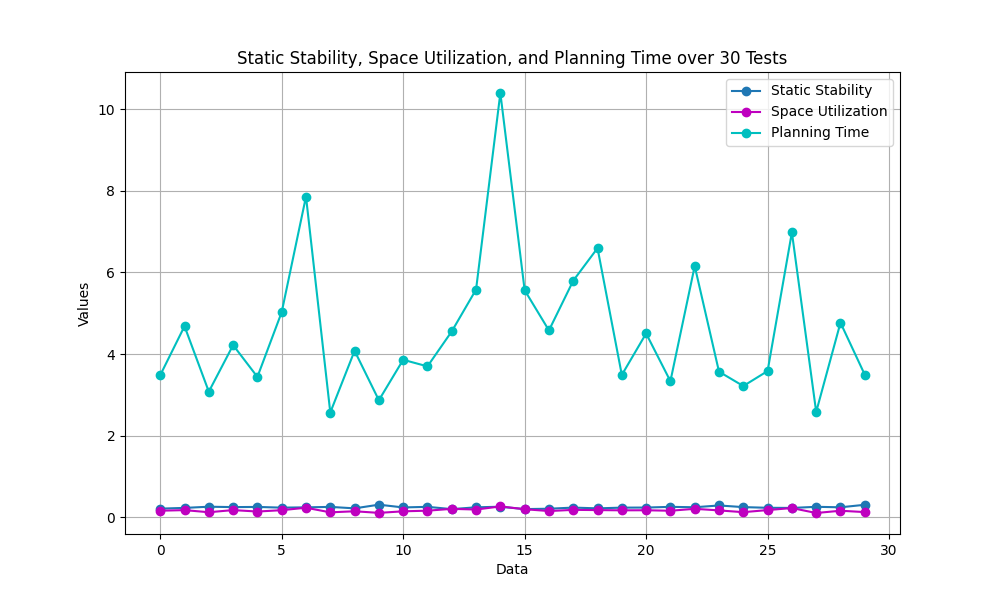 Static Stability, Space Utilization, and Planning Time over 30 Tests
Static Stability
Space Utilization
Planning Time
Values
10
8
6
4
2
0
0 5 10 15 20 25 30
Data